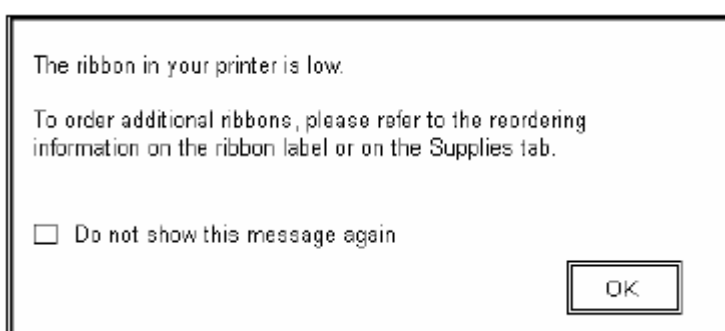 The ribbon in your printer is low.
To order additional ribbons, please refer to the reordering
information on the ribbon label or on the Supplies tab.
Do not show this message again
OK